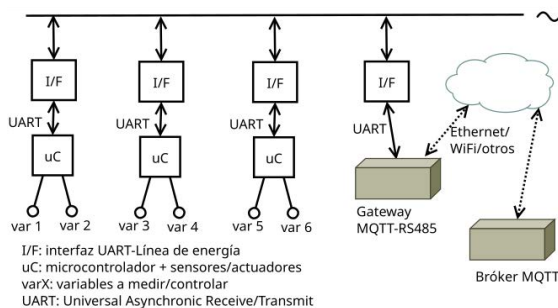 I/F
I/F
I/F
I/F
UART
UART
UART
UART
Ethernet/
WiFi/otros
uC
uC
uC
var 1
var 2
var 3
var 4
var 5
var 6
Gateway
MQTT-RS485
Bróker MQTT
I/F: interfaz UART-Línea de energía
uC: microcontrolador + sensores/actuadores
varX: variables a medir/controlar
UART: Universal Asynchronic Receive/Transmit